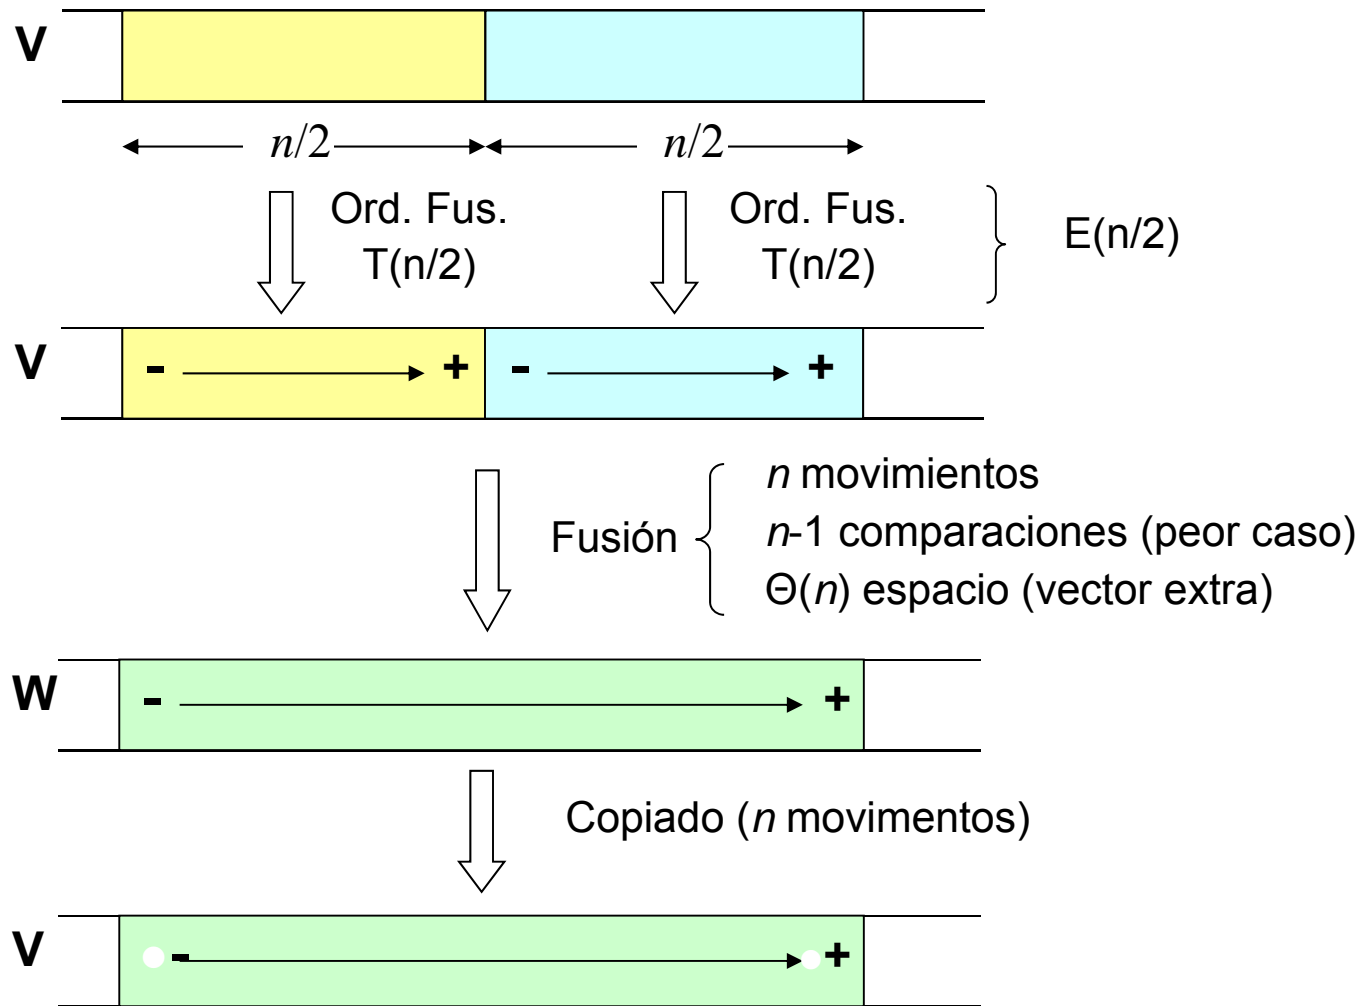 V
n/2 n/2
Ord. Fus. Ord. Fus.
T(n/2) T(n/2)
E(n/2)
V - + - +
n movimientos
Fusión n-1 comparaciones (peor caso)
Θ(n) espacio (vector extra)
W - +
Copiado (n movimentos)
V - +